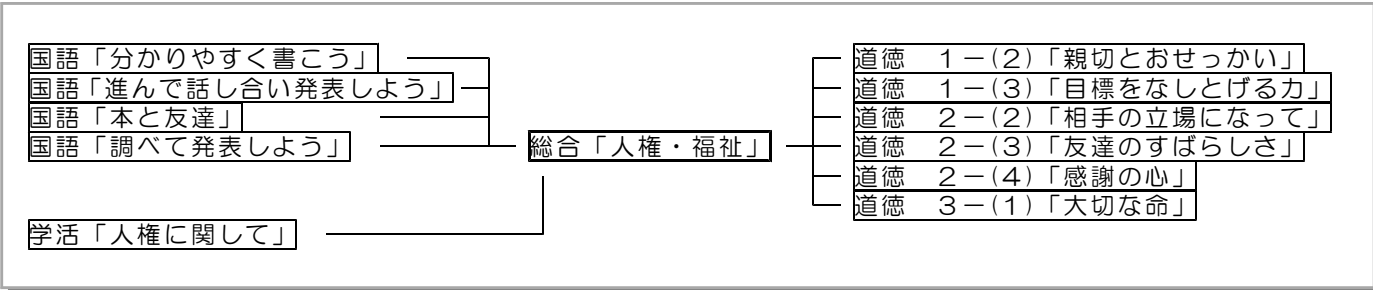 国語「分かりやすく書こう」
国語「進んで話し合い発表しよう」
国語「本と友達」
国語「調べて発表しよう」
学活「人権に関して」
総合「人権・福祉」
道徳　１－(２)「親切とおせっかい」
道徳　１－(３)「目標をなしとげる力」
道徳　２－(２)「相手の立場になって」
道徳　２－(３)「友達のすばらしさ」
道徳　２－(４)「感謝の心」
道徳　３－(１)「大切な命」